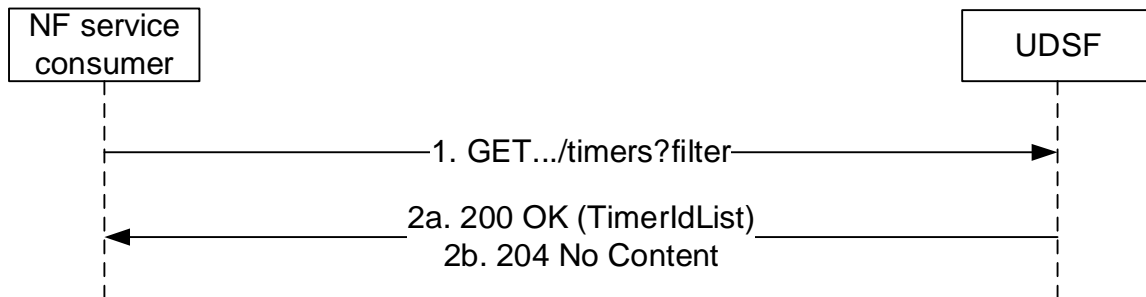 NF service
consumer
UDSF
1. GET.../timers?filter
2a. 200 OK (TimerIdList)
2b. 204 No Content